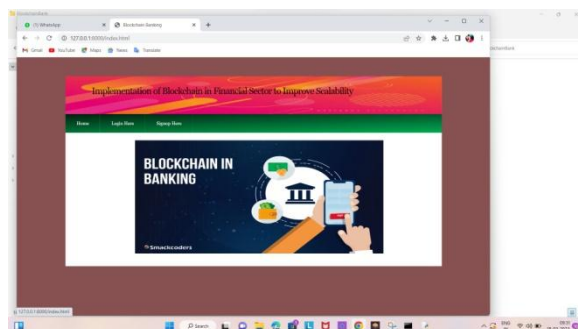 (1) WhatsApp
Blockchain Banking
127.0.0.1:8000/index.html
Gmail YouTube Maps News Translate
Implementation of Blockchain in Financial Sector to Improve Scalability
Home Login Here Signup Here
BLOCKCHAIN IN
BANKING
Smackcoders
127.0.0.1:8000/index.html
Search
ENG